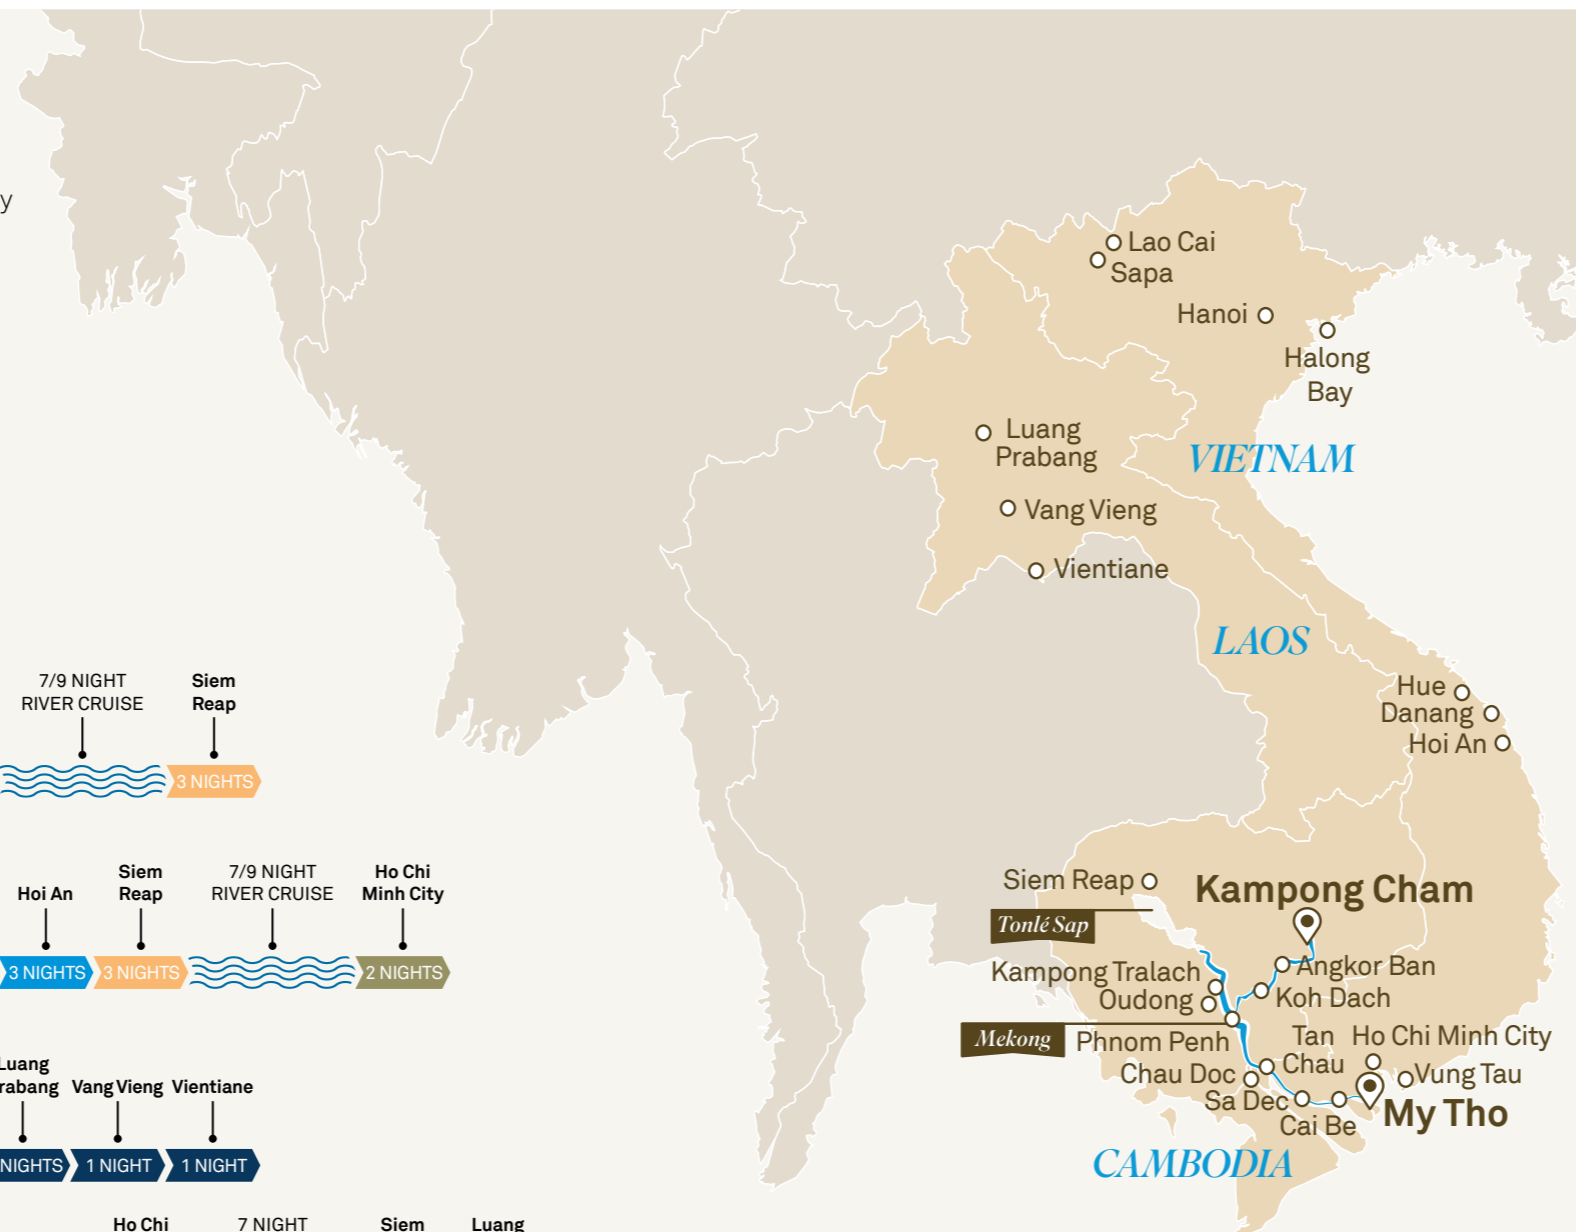 y
Lao Cai
Sapa
Hanoi
Halong
Bay
Luang
Prabang
VIETNAM
Vang Vieng
Vientiane
LAOS
Hue
Danang
Hoi An
7/9 NIGHT
RIVER CRUISE
Siem
Reap
3 NIGHTS
Hoi An
Siem
Reap
7/9 NIGHT
RIVER CRUISE
Ho Chi
Minh City
3 NIGHTS
3 NIGHTS
2 NIGHTS
Siem Reap
Kampong Cham
Tonlé Sap
Kampong Tralach
Angkor Ban
Oudong
Koh Dach
Mekong
Phnom Penh
Tan
Chau
Ho Chi Minh City
Chau Doc
Vung Tau
Sa Dec
Cai Be
My Tho
CAMBODIA
Luang
rabang
Vang Vieng
Vientiane
NIGHTS
1 NIGHT
1 NIGHT
Ho Chi
7 NIGHT
Siem
Luang